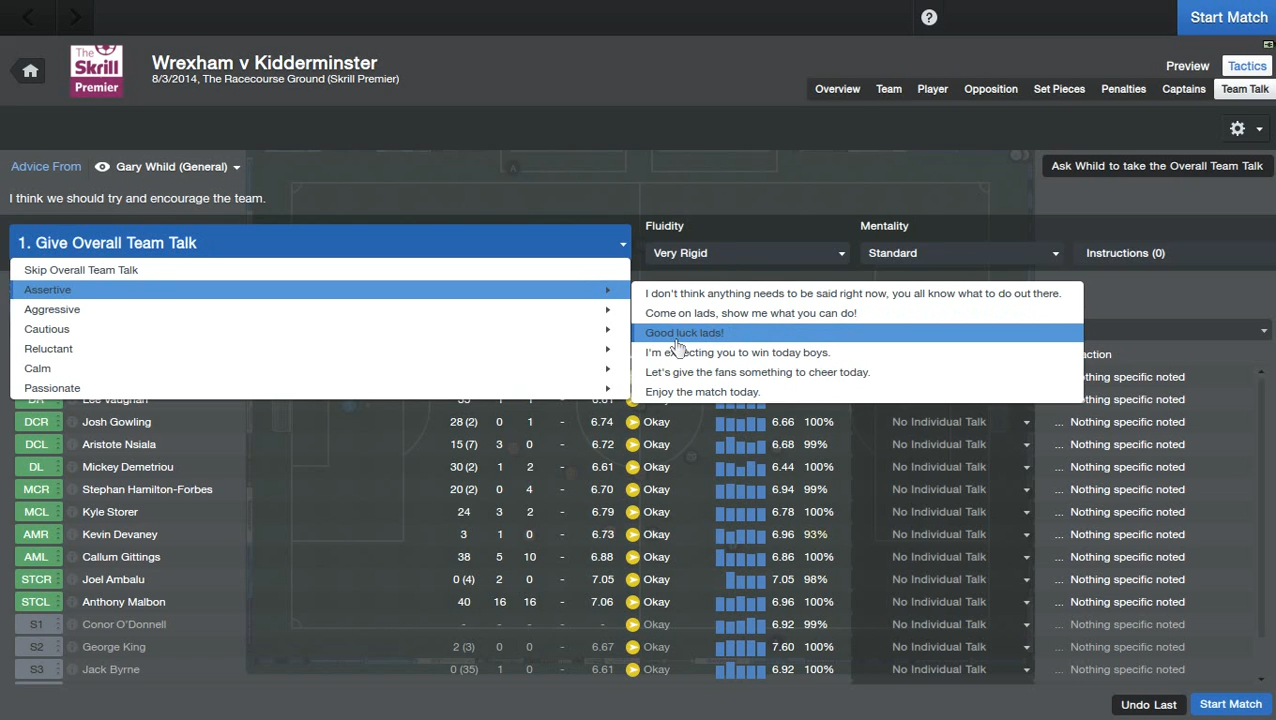 Start Match
The
Skrill
Premier
Wrexham v Kidderminster
8/3/2014, The Racecourse Ground (Skrill Premier)
Preview Tactics
Overview Team Player Opposition Set Pieces Penalties Captains Team Talk
Advice From Gary Whild (General)
Ask Whild to take the Overall Team Talk
I think we should try and encourage the team.
Fluidity Mentality
1. Give Overall Team Talk
Very Rigid Standard Instructions (0)
Skip Overall Team Talk
Assertive
Aggressive
Cautious
Reluctant
Calm
Passionate
I don't think anything needs to be said right now, you all know what to do out there.
Come on lads, show me what you can do!
Good luck lads!
I'm expecting you to win today boys.
Let's give the fans something to cheer today.
Enjoy the match today.
DCR Josh Gowling 28 (2) 0 1 - 6.74 Okay 6.66 100% No Individual Talk ... Nothing specific noted
DCL Aristote Nsiala 15 (7) 3 0 - 6.72 Okay 6.68 99% No Individual Talk ... Nothing specific noted
DL Mickey Demetriou 30 (2) 1 2 - 6.61 Okay 6.44 100% No Individual Talk ... Nothing specific noted
MCR Stephan Hamilton-Forbes 20 (2) 0 4 - 6.70 Okay 6.94 99% No Individual Talk ... Nothing specific noted
MCL Kyle Storer 24 3 2 - 6.79 Okay 6.78 100% No Individual Talk ... Nothing specific noted
AMR Kevin Devaney 3 1 0 - 6.73 Okay 6.96 93% No Individual Talk ... Nothing specific noted
AML Callum Gittings 38 5 10 - 6.88 Okay 6.86 100% No Individual Talk ... Nothing specific noted
STCR Joel Ambalu 0 (4) 2 0 - 7.05 Okay 7.05 98% No Individual Talk ... Nothing specific noted
STCL Anthony Malbon 40 16 16 - 7.06 Okay 6.96 100% No Individual Talk ... Nothing specific noted
S1 Conor O'Donnell - - - - - Okay 6.92 99% No Individual Talk ... Nothing specific noted
S2 George King 2 (3) 0 0 - 6.67 Okay 7.60 100% No Individual Talk ... Nothing specific noted
S3 Jack Byrne 0 (35) 1 0 - 6.61 Okay 6.92 100% No Individual Talk ... Nothing specific noted
Undo Last Start Match